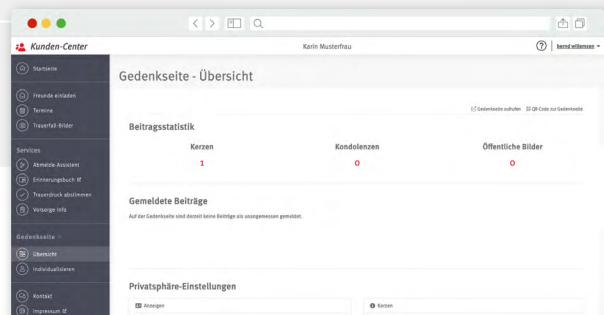 Kunden-Center
Karin Musterfrau
bernd willemsen
Startseite
Freunde einladen
Termine
Trauerfall-Bilder
Services
Abmelde-Assistent
Erinnerungsbuch
Trauerdruck abstimmen
Vorsorge Info
Gedenkseite
Übersicht
Individualisieren
Kontakt
Impressum
Gedenkseite - Übersicht
Gedenkseite aufrufen QR-Code zur Gedenkseite
Beitragsstatistik
Kerzen Kondolenzen Öffentliche Bilder
1 0 0
Gemeldete Beiträge
Auf der Gedenkseite sind derzeit keine Beiträge als unangemessen gemeldet.
Privatsphäre-Einstellungen
Anzeigen Kerzen